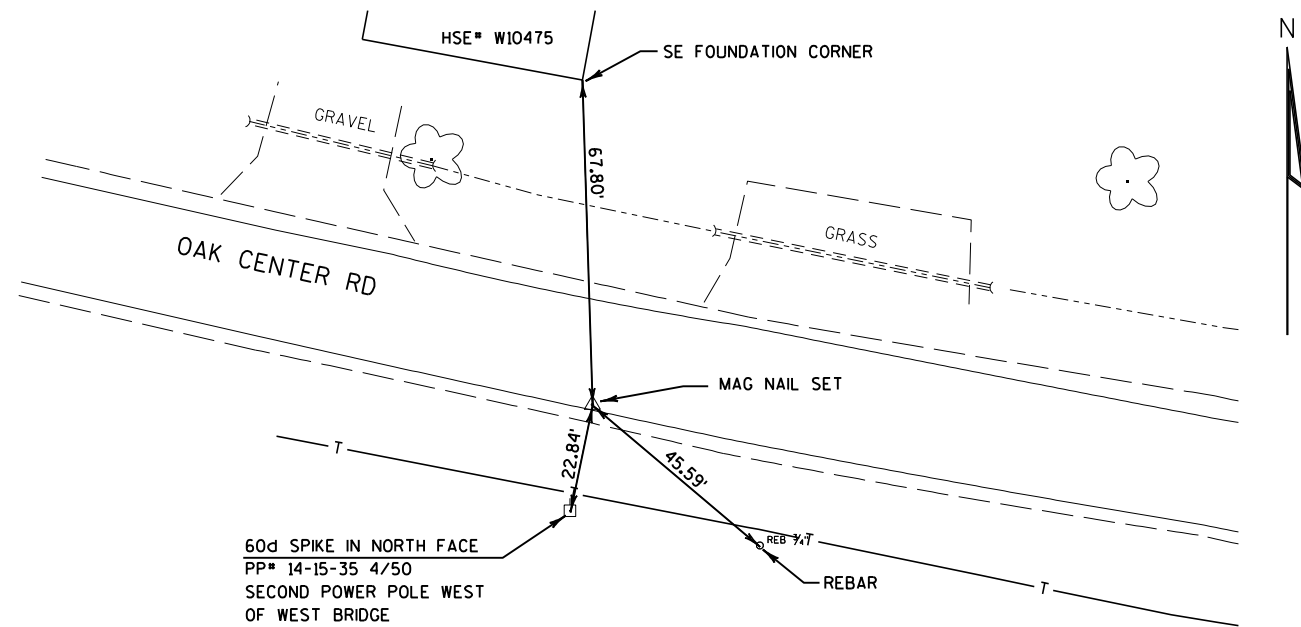 N
HSE# W10475
SE FOUNDATION CORNER
GRAVEL
67.80'
GRASS
OAK CENTER RD
MAG NAIL SET
22.84'
45.59'
T
T
T
T
REB ¾"
60d SPIKE IN NORTH FACE
PP# 14-15-35 4/50
SECOND POWER POLE WEST
OF WEST BRIDGE
REBAR